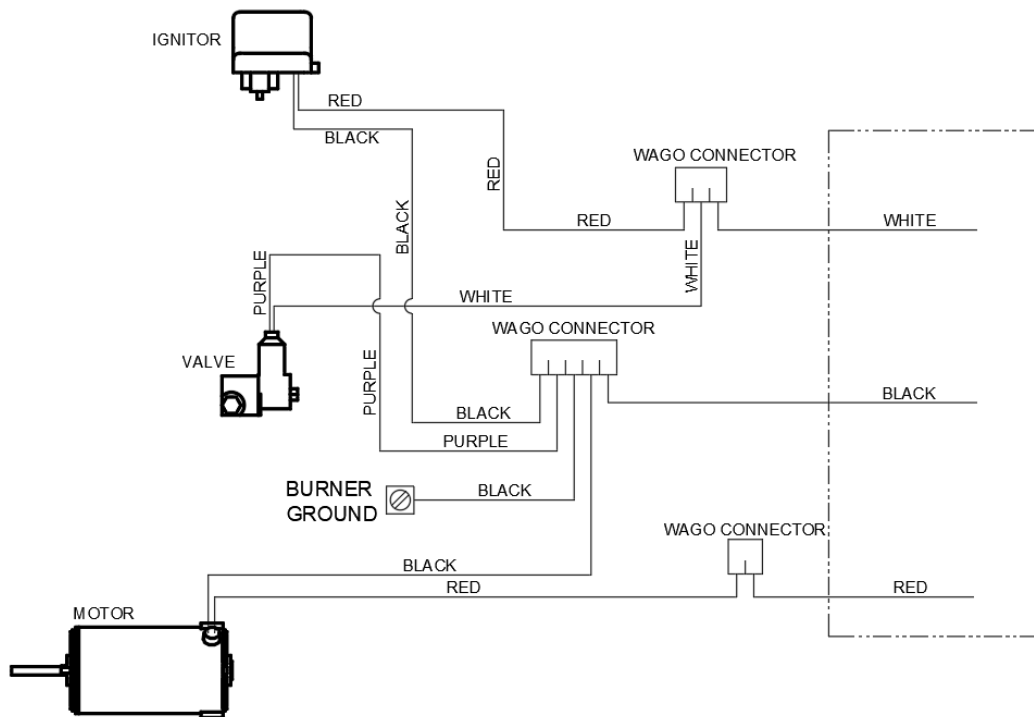 IGNITOR
RED
BLACK
WAGO CONNECTOR
RED
BLACK
RED
WHITE
WHITE
PURPLE
WHITE
WAGO CONNECTOR
VALVE
PURPLE
BLACK
BLACK
PURPLE
BURNER
GROUND
BLACK
WAGO CONNECTOR
BLACK
RED
RED
MOTOR